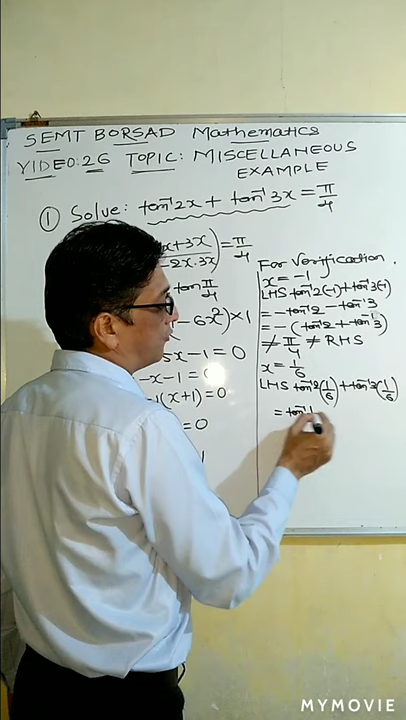 SEMT BORSAD Mathematics
VIDEO:26 TOPIC: MISCELLANEOUS
EXAMPLE
① Solve: tan⁻¹2x + tan⁻¹3x = π/4
x+3x/-2x.3x) = π/4
tan π/4
-6x²)×1
5x-1=0
-x-1=0
-1(x+1)=0
=0
1
For Verification.
x=-1
LHS tan⁻¹2(-1)+tan⁻¹3(-1)
=-tan⁻¹2-tan⁻¹3
=-(tan⁻¹2+tan⁻¹3)
≠ π/4 ≠ RHS
x=1/6
LHS tan⁻¹2(1/6)+tan⁻¹3(1/6)
=tan⁻¹
MYMOVIE